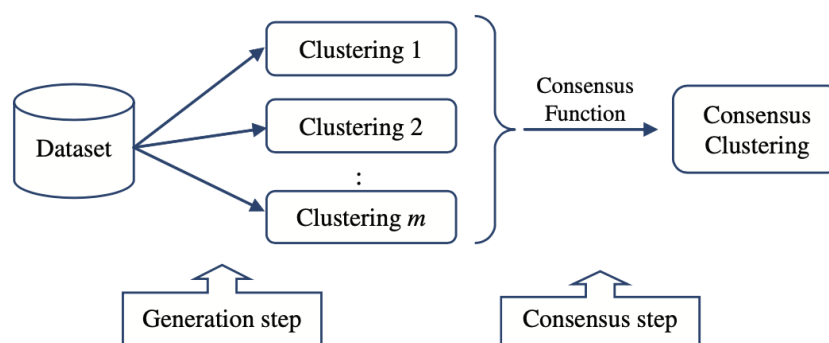 Clustering 1
Dataset
Clustering 2
:
Clustering m
Consensus
Function
Consensus
Clustering
Generation step
Consensus step